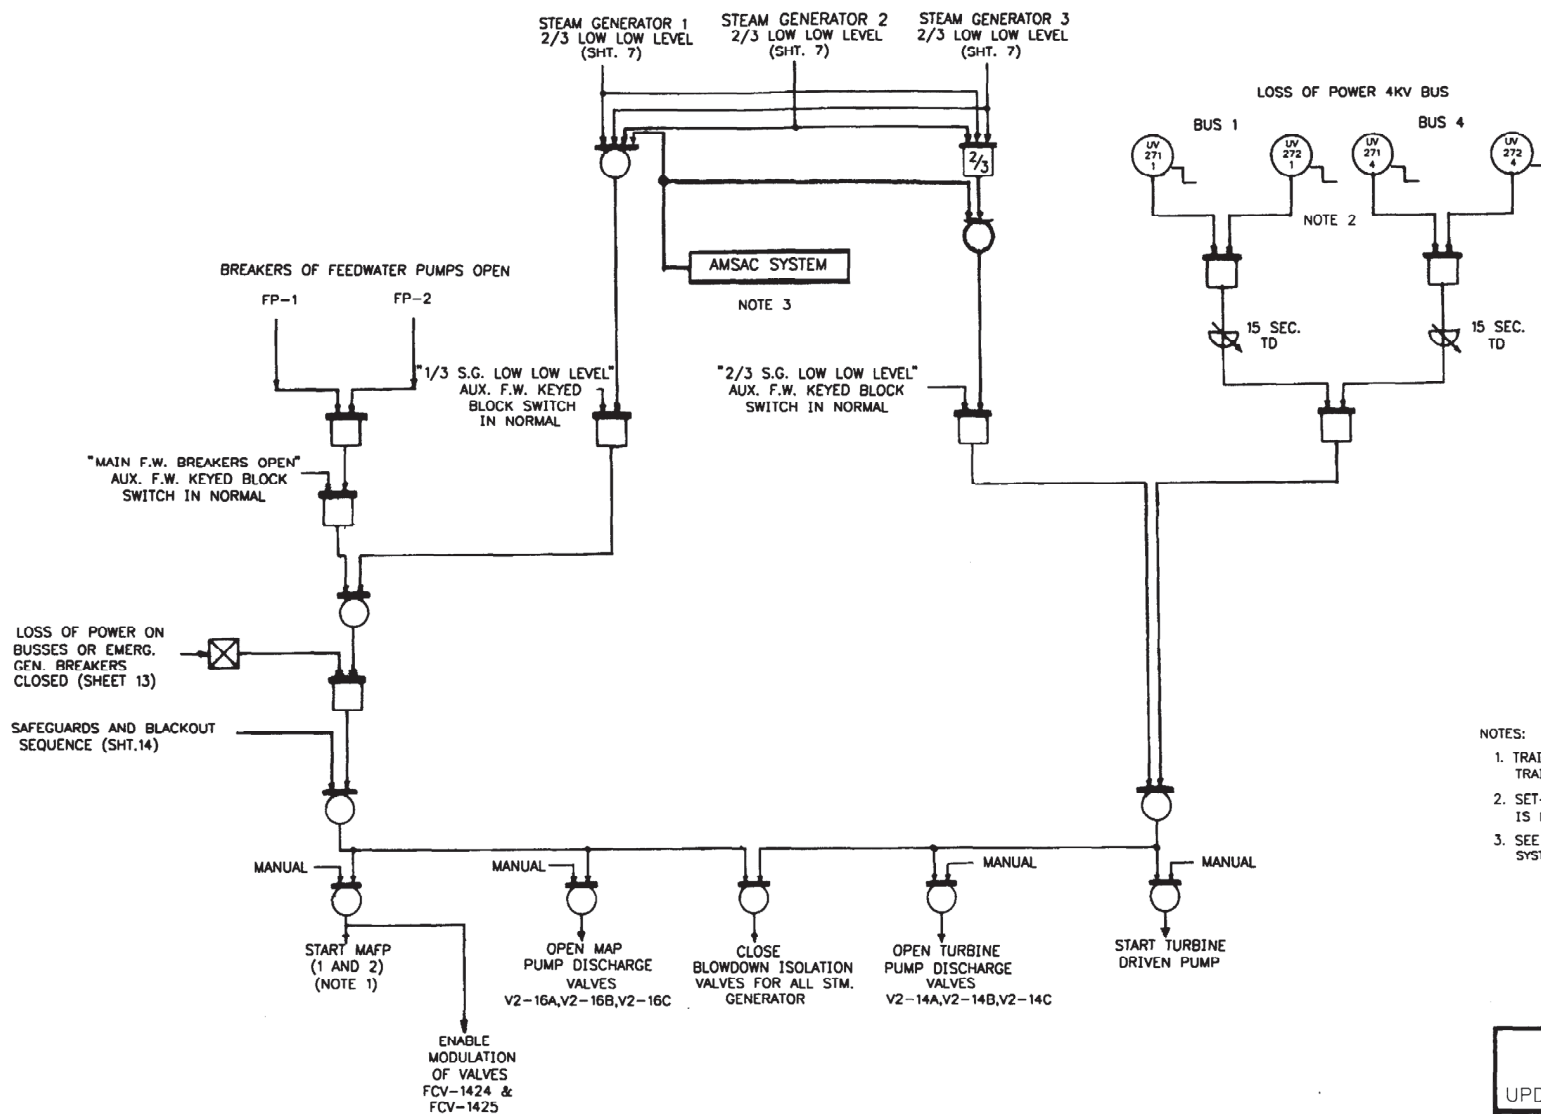 STEAM GENERATOR 1
2/3 LOW LOW LEVEL
(SHT. 7)
STEAM GENERATOR 2
2/3 LOW LOW LEVEL
(SHT. 7)
STEAM GENERATOR 3
2/3 LOW LOW LEVEL
(SHT. 7)
LOSS OF POWER 4KV BUS
BUS 1
BUS 4
UV
271
1
UV
272
1
UV
271
4
UV
272
4
2/3
NOTE 2
AMSAC SYSTEM
NOTE 3
BREAKERS OF FEEDWATER PUMPS OPEN
FP-1
FP-2
15 SEC.
TD
15 SEC.
TD
"1/3 S.G. LOW LOW LEVEL"
AUX. F.W. KEYED
BLOCK SWITCH
IN NORMAL
"2/3 S.G. LOW LOW LEVEL"
AUX. F.W. KEYED BLOCK
SWITCH IN NORMAL
"MAIN F.W. BREAKERS OPEN"
AUX. F.W. KEYED BLOCK
SWITCH IN NORMAL
LOSS OF POWER ON
BUSSES OR EMERG.
GEN. BREAKERS
CLOSED (SHEET 13)
SAFEGUARDS AND BLACKOUT
SEQUENCE (SHT.14)
NOTES:
1. TRAI
TRAI
2. SET-
IS
3. SEE
SYST
MANUAL
MANUAL
MANUAL
MANUAL
START MAFP
(1 AND 2)
(NOTE 1)
OPEN MAP
PUMP DISCHARGE
VALVES
V2-16A,V2-16B,V2-16C
CLOSE
BLOWDOWN ISOLATION
VALVES FOR ALL STM.
GENERATOR
OPEN TURBINE
PUMP DISCHARGE
VALVES
V2-14A,V2-14B,V2-14C
START TURBINE
DRIVEN PUMP
ENABLE
MODULATION
OF VALVES
FCV-1424 &
FCV-1425
UPD